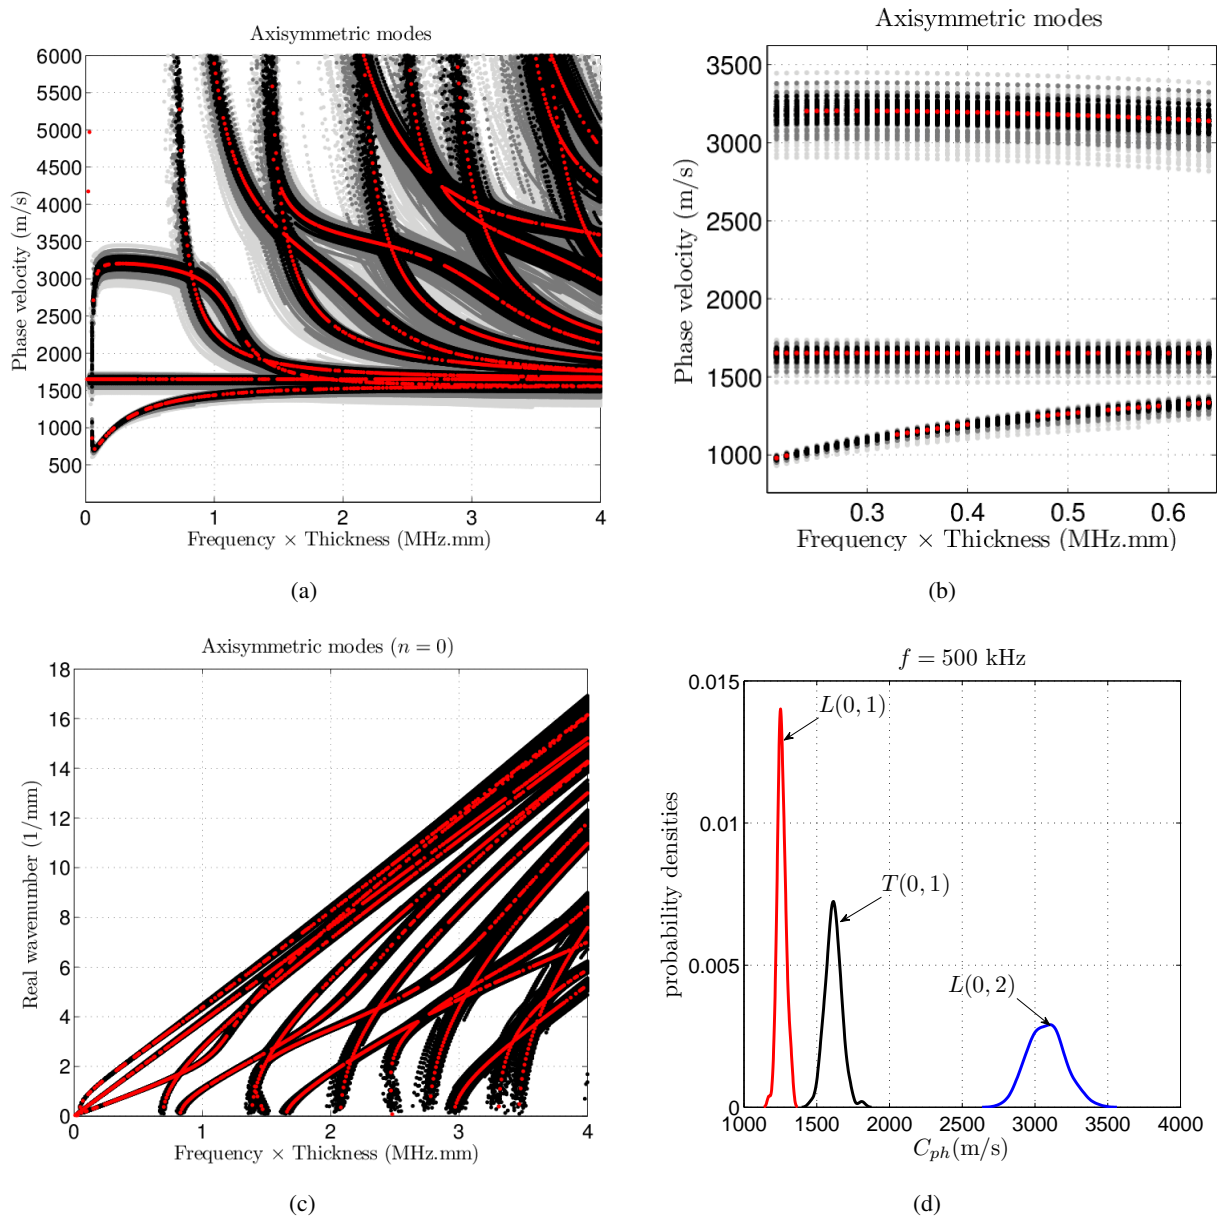 Axisymmetric modes
6000
5500
5000
4500
4000
3500
3000
2500
2000
1500
1000
500
0
1
2
3
4
Phase velocity (m/s)
Frequency × Thickness (MHz.mm)
(a)
Axisymmetric modes
3500
3000
2500
2000
1500
1000
0.3
0.4
0.5
0.6
Phase velocity (m/s)
Frequency × Thickness (MHz.mm)
(b)
Axisymmetric modes (n = 0)
18
16
14
12
10
8
6
4
2
0
0
1
2
3
4
Real wavenumber (1/mm)
Frequency × Thickness (MHz.mm)
(c)
f = 500 kHz
0.015
0.01
0.005
0
1000
1500
2000
2500
3000
3500
4000
probability densities
L(0, 1)
T(0, 1)
L(0, 2)
C_ph(m/s)
(d)